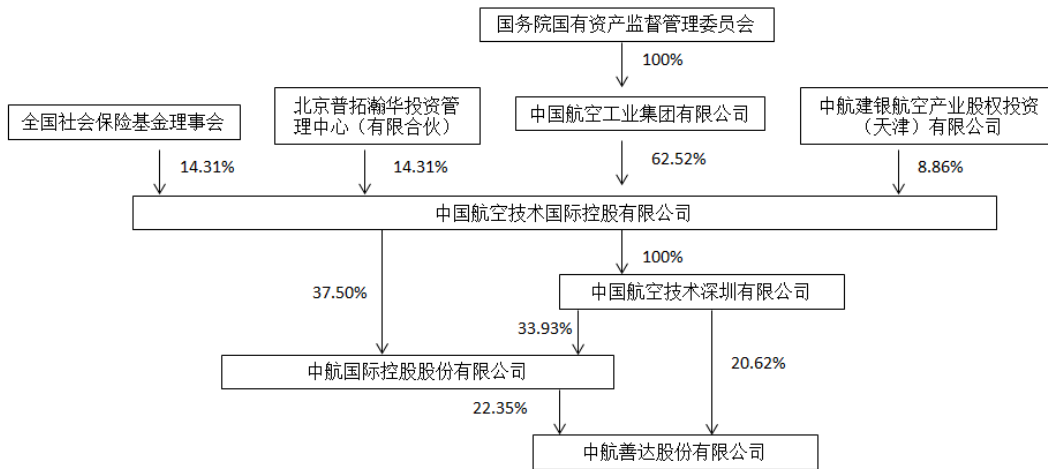 国务院国有资产监督管理委员会
100%
全国社会保险基金理事会
北京普拓瀚华投资管
理中心（有限合伙）
中国航空工业集团有限公司
中航建银航空产业股权投资
（天津）有限公司
14.31%
14.31%
62.52%
8.86%
中国航空技术国际控股有限公司
100%
37.50%
中国航空技术深圳有限公司
33.93%
20.62%
中航国际控股股份有限公司
22.35%
中航善达股份有限公司